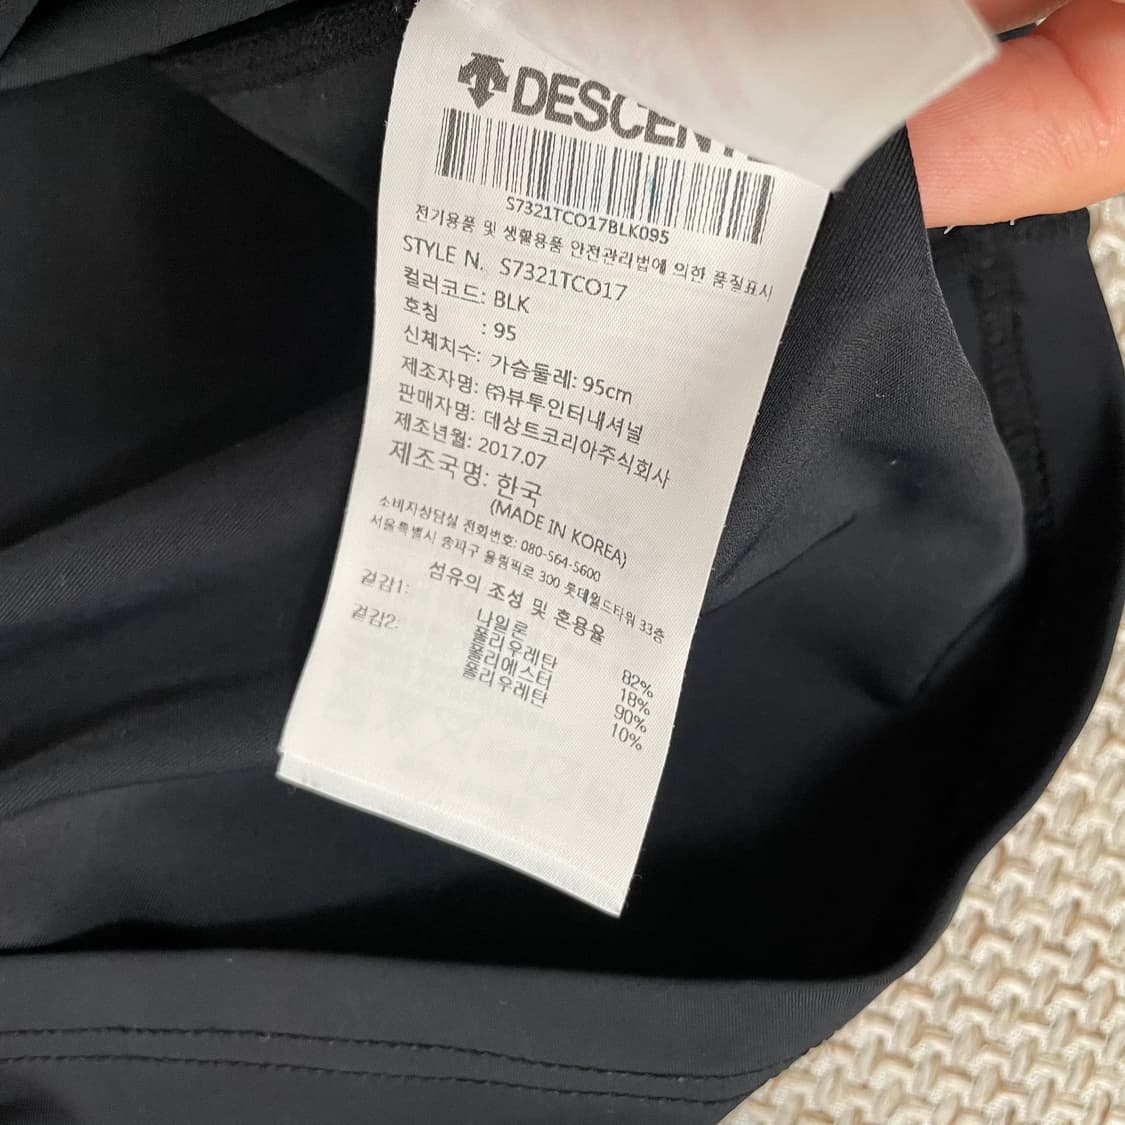 DESCENTE
S7321TCO17BLK095
전기용품 및 생활용품 안전관리법에 의한 품질표시
STYLE N. S7321TCO17
컬러코드: BLK
호칭 : 95
신체치수: 가슴둘레: 95cm
제조자명: ㈜뷰투인터내셔널
판매자명: 데상트코리아주식회사
제조년월: 2017.07
제조국명: 한국
(MADE IN KOREA)
소비자상담실 전화번호: 080-564-5600
서울특별시 송파구 올림픽로 300 롯데월드타워 33층
섬유의 조성 및 혼용율
겉감1: 나일론 82%
폴리우레탄 18%
겉감2: 폴리에스터 90%
폴리우레탄 10%